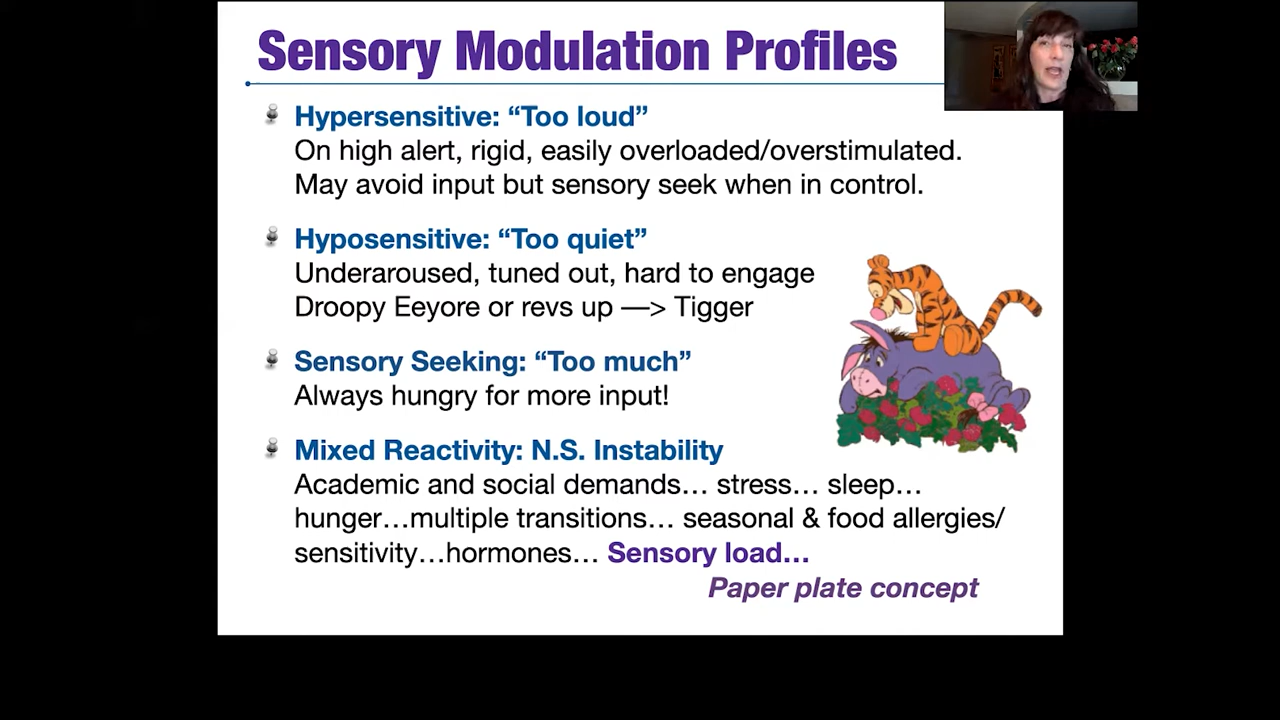 Sensory Modulation Profiles
Hypersensitive: “Too loud”
On high alert, rigid, easily overloaded/overstimulated.
May avoid input but sensory seek when in control.
Hyposensitive: “Too quiet”
Underaroused, tuned out, hard to engage
Droopy Eeyore or revs up —> Tigger
Sensory Seeking: “Too much”
Always hungry for more input!
Mixed Reactivity: N.S. Instability
Academic and social demands… stress… sleep…
hunger…multiple transitions… seasonal & food allergies/
sensitivity…hormones… Sensory load…
Paper plate concept